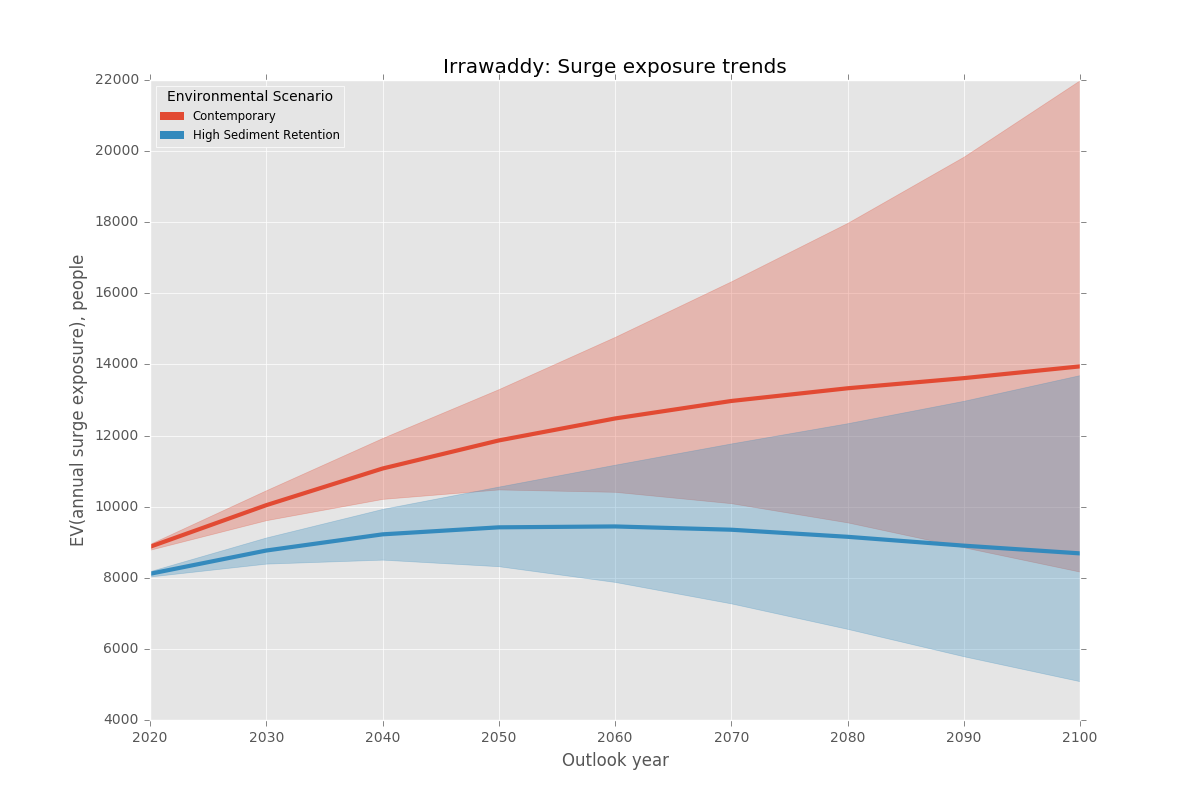 Irrawaddy: Surge exposure trends
Environmental Scenario
Contemporary
High Sediment Retention
EV(annual surge exposure), people
22000
20000
18000
16000
14000
12000
10000
8000
6000
4000
2020 2030 2040 2050 2060 2070 2080 2090 2100
Outlook year